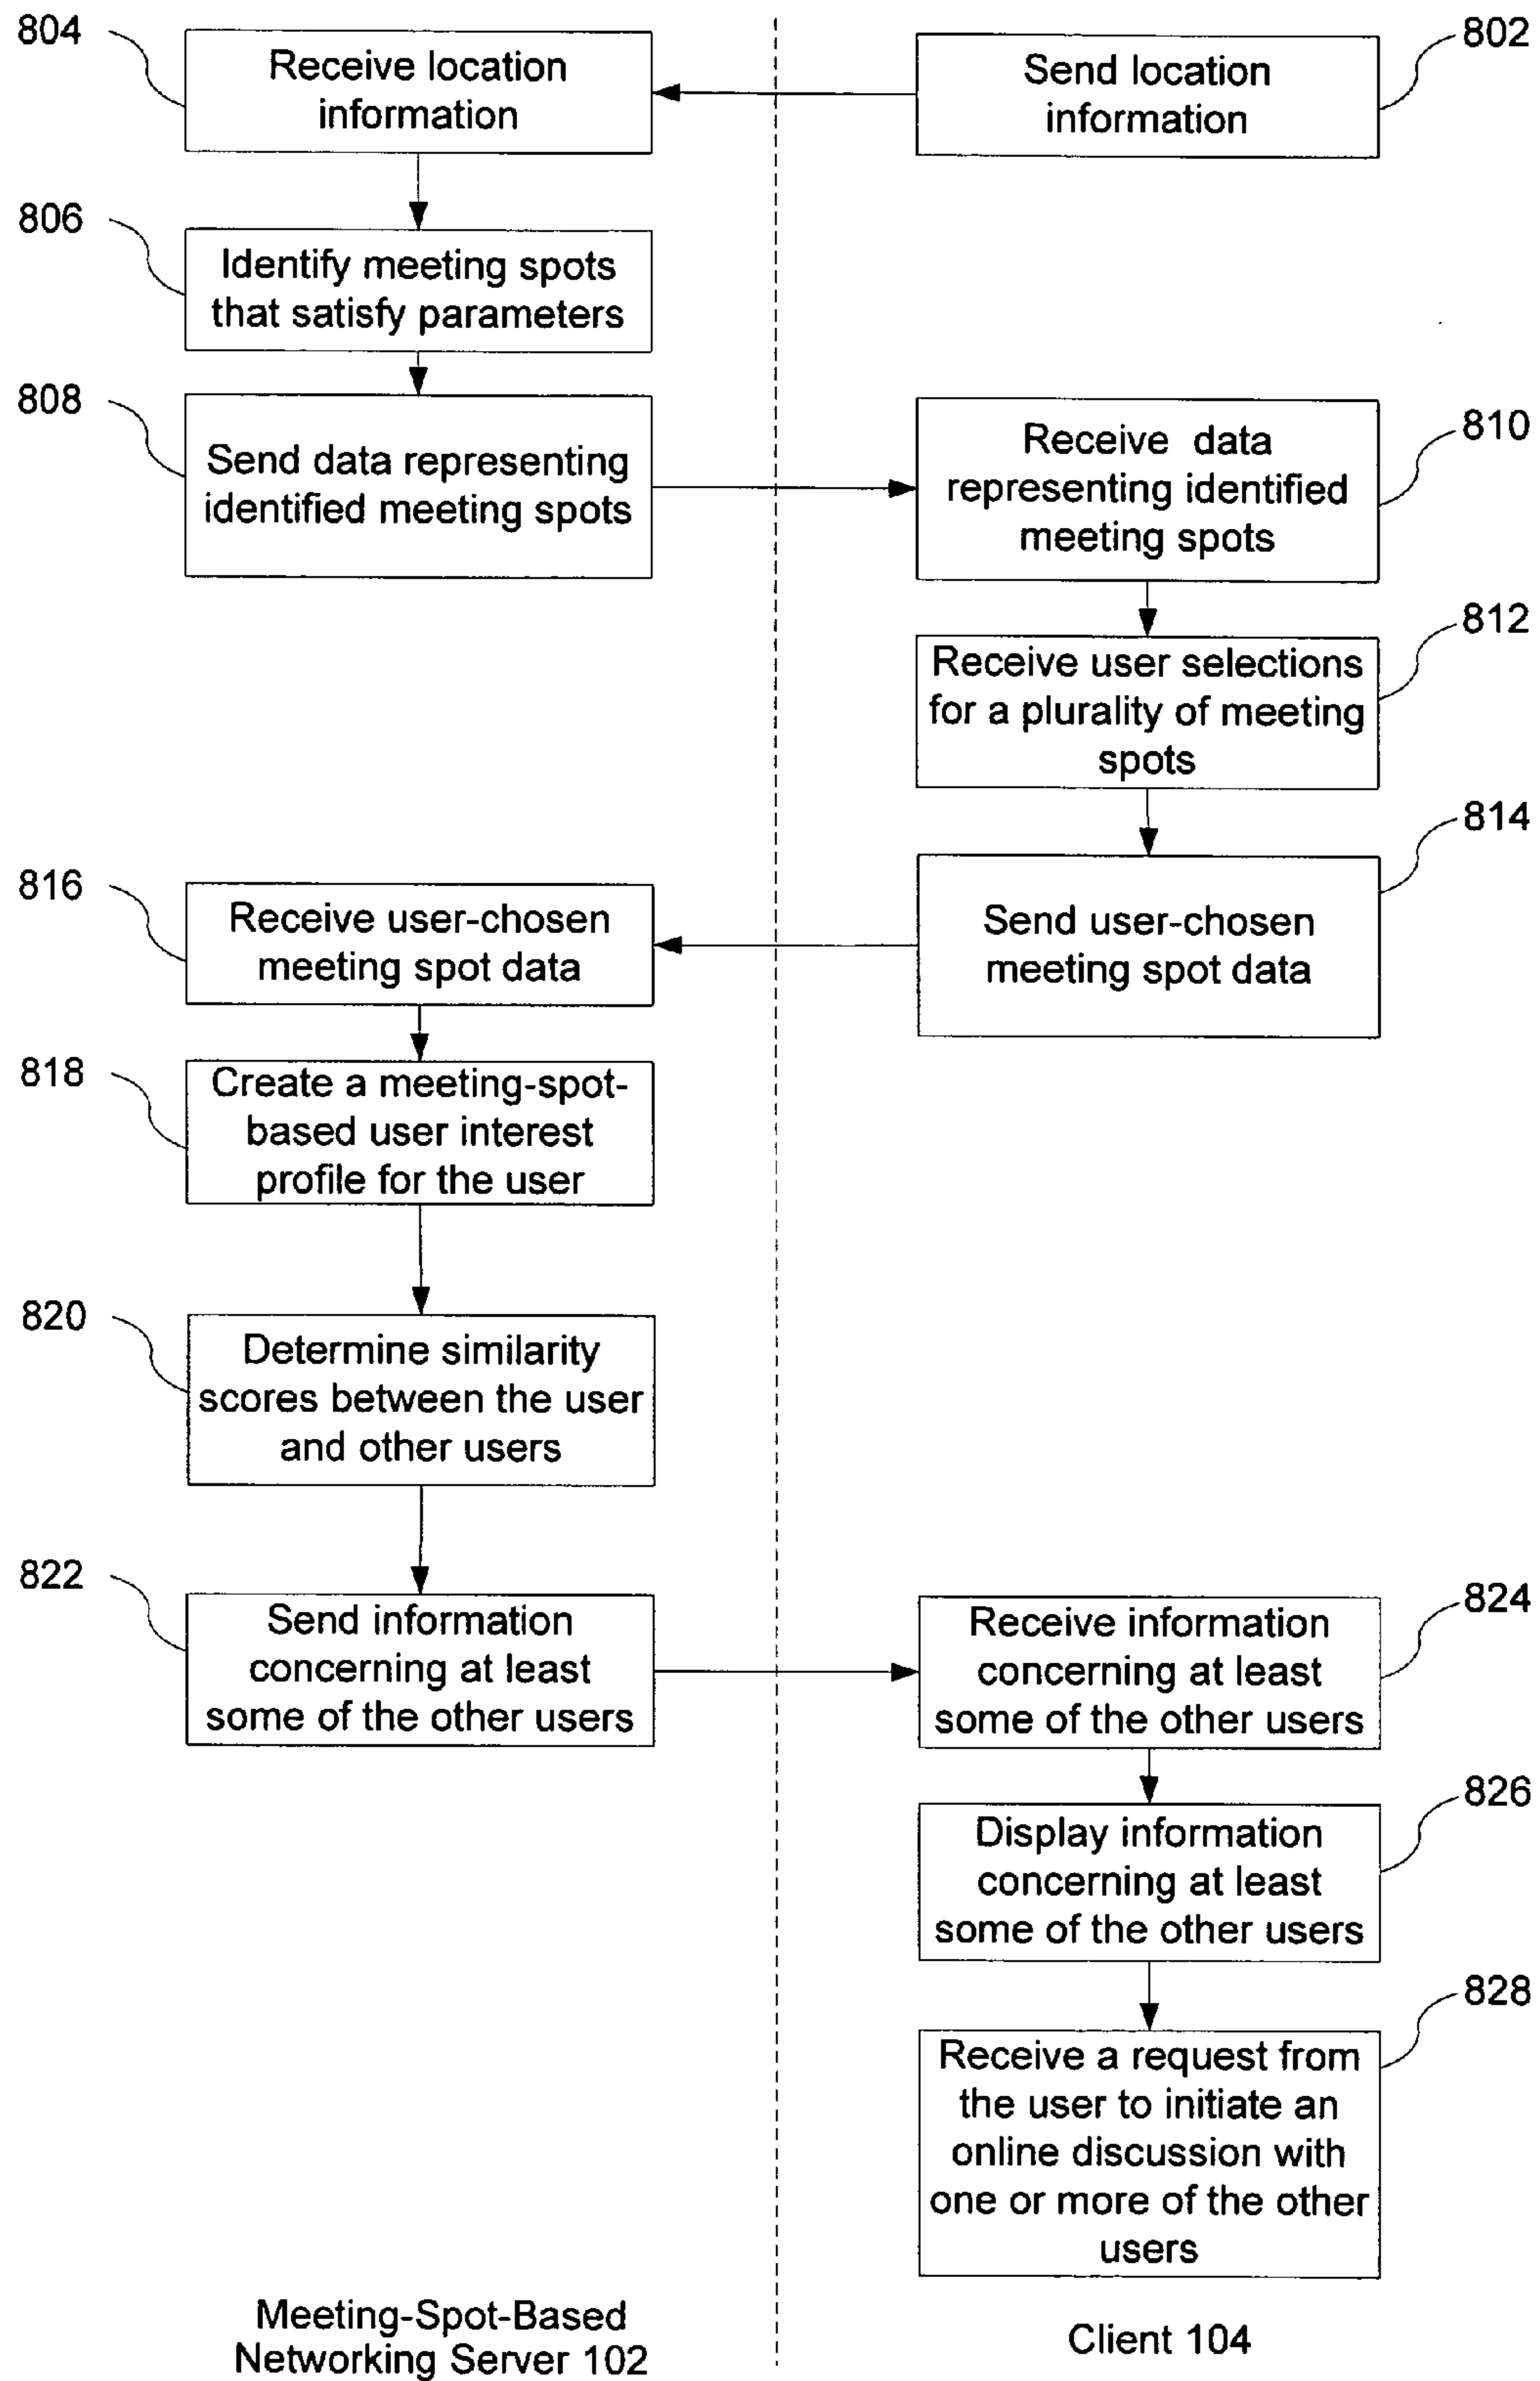 804
Receive location
information
802
Send location
information
806
Identify meeting spots
that satisfy parameters
808
Send data representing
identified meeting spots
810
Receive data
representing identified
meeting spots
812
Receive user selections
for a plurality of meeting
spots
814
Send user-chosen
meeting spot data
816
Receive user-chosen
meeting spot data
818
Create a meeting-spot-
based user interest
profile for the user
820
Determine similarity
scores between the user
and other users
822
Send information
concerning at least
some of the other users
824
Receive information
concerning at least
some of the other users
826
Display information
concerning at least
some of the other users
828
Receive a request from
the user to initiate an
online discussion with
one or more of the other
users
Meeting-Spot-Based
Networking Server 102
Client 104